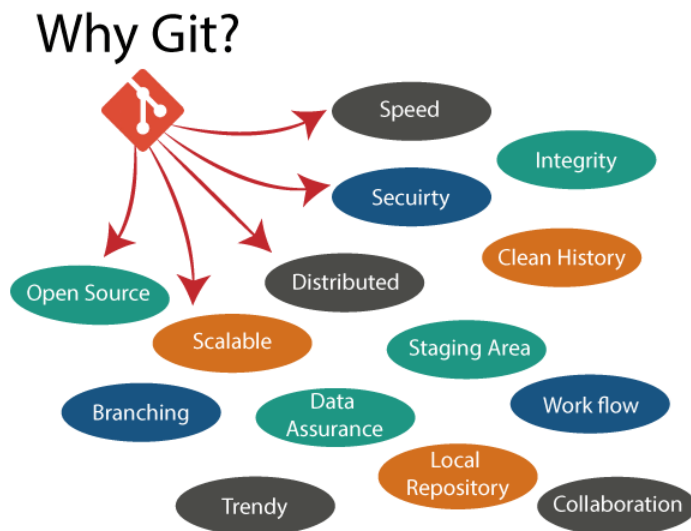 Why Git?
Speed
Integrity
Secuirty
Clean History
Open Source
Distributed
Scalable
Staging Area
Branching
Data
Assurance
Work flow
Local
Repository
Trendy
Collaboration